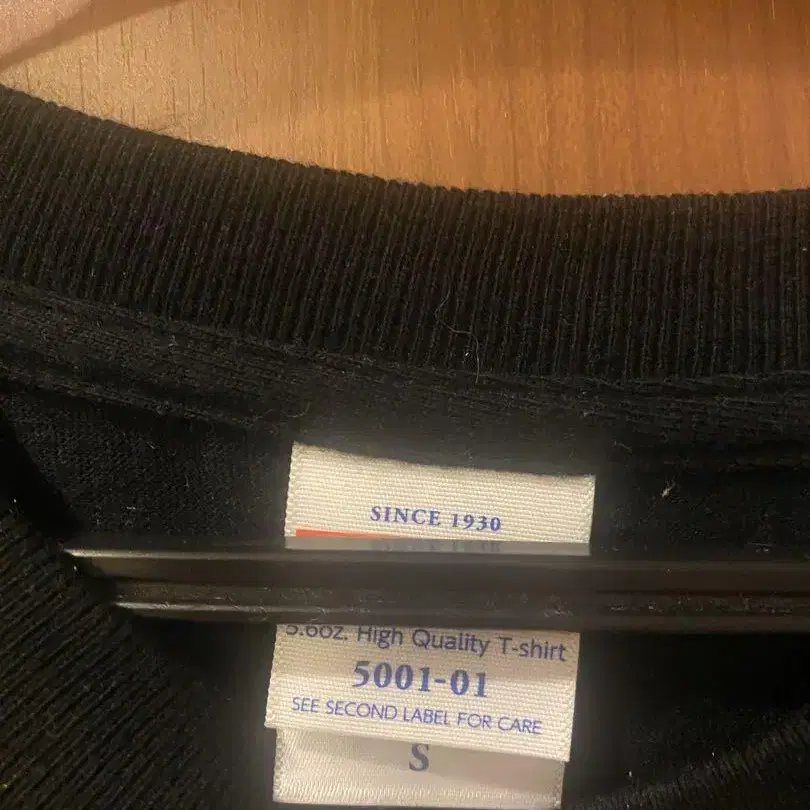 SINCE 1930
5.6oz. High Quality T-shirt
5001-01
SEE SECOND LABEL FOR CARE
S